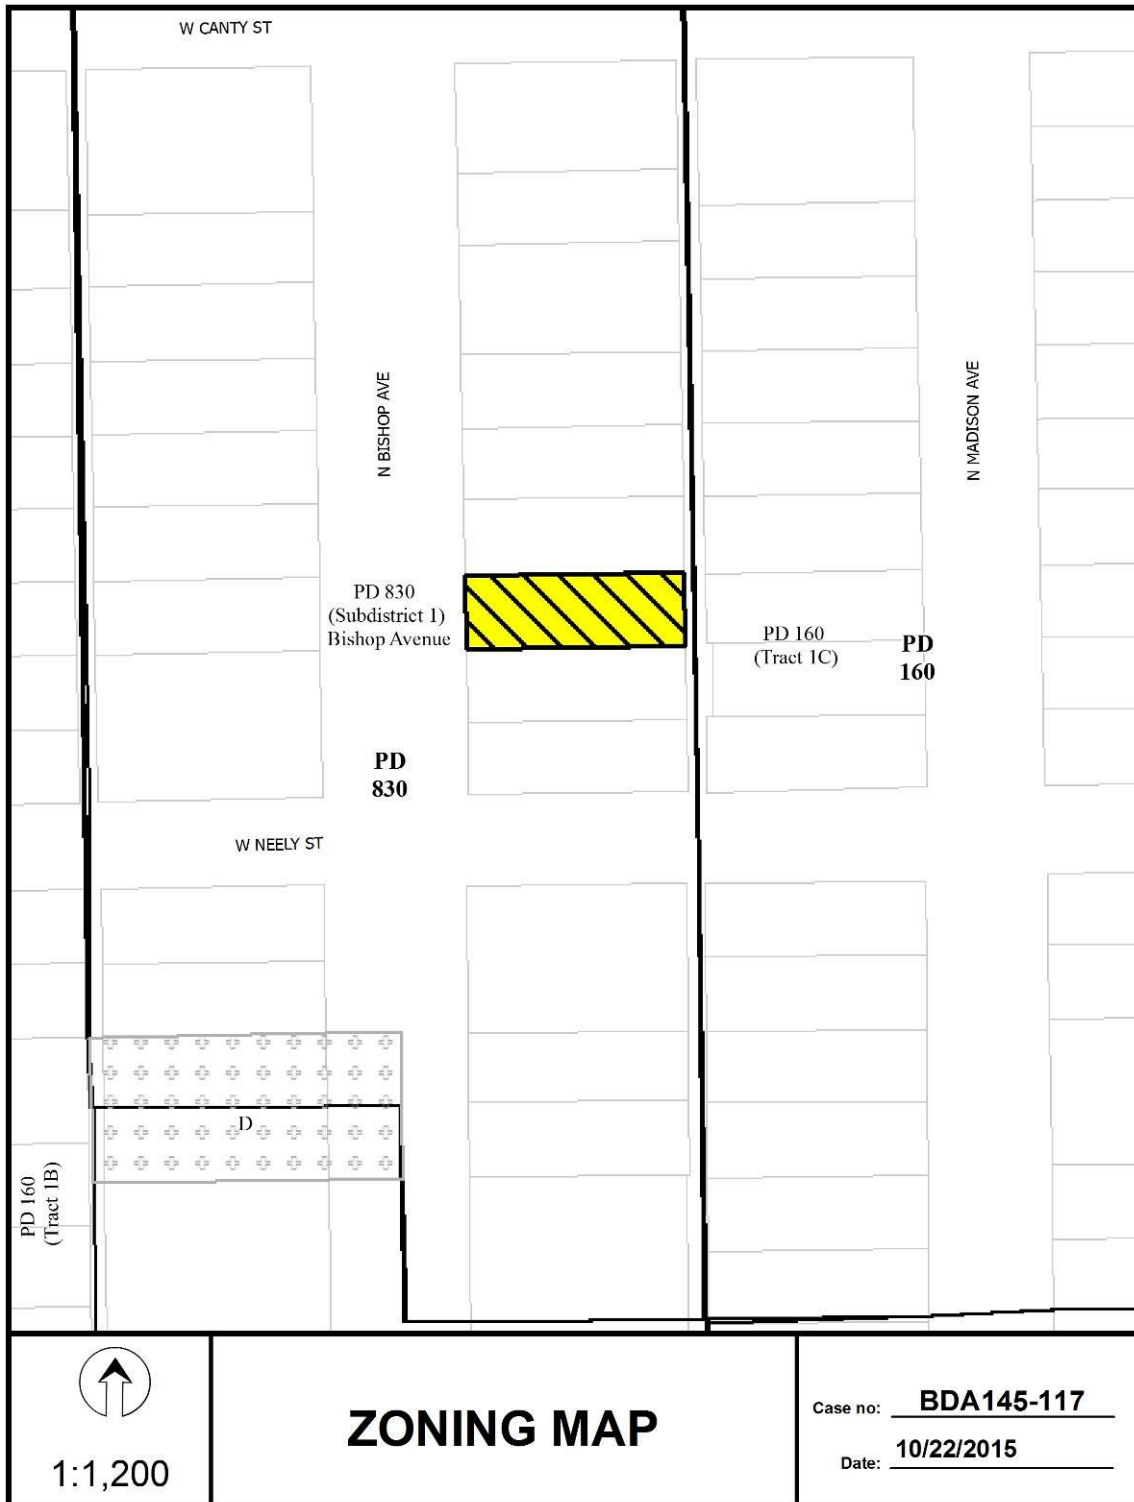 W CANTY ST
N BISHOP AVE
N MADISON AVE
PD 830
(Subdistrict 1)
Bishop Avenue
PD 160
(Tract 1C)
PD
160
PD
830
W NEELY ST
D
PD 160
(Tract 1B)
1:1,200
ZONING MAP
Case no: BDA145-117
Date: 10/22/2015